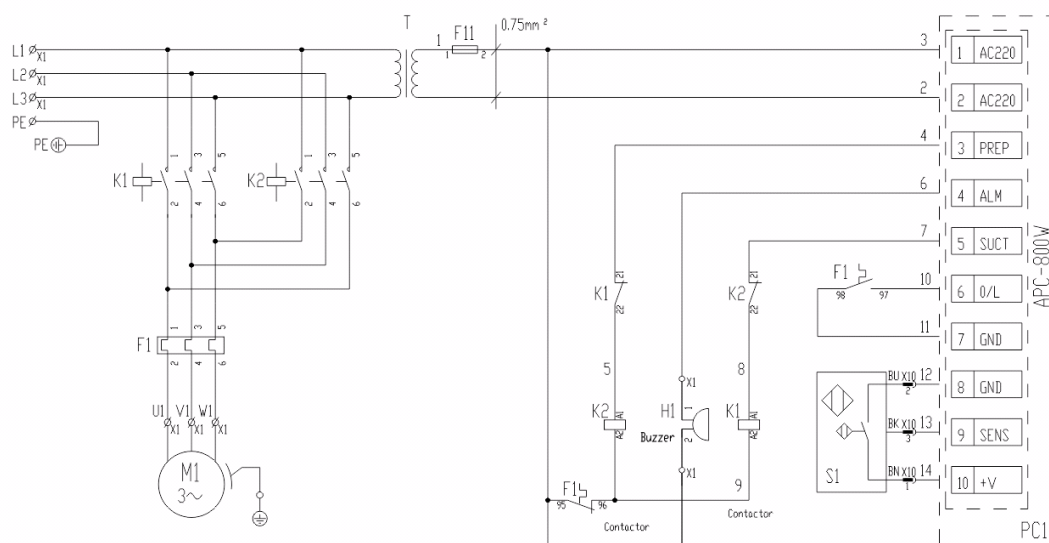 T
1
F11
1
2
0.75mm²
L1
X1
L2
X1
L3
X1
PE
PE
3
1
AC220
2
2
AC220
4
3
PREP
6
4
ALM
7
5
SUCT
10
6
O/L
11
7
GND
12
8
GND
13
9
SENS
14
10
+V
APC-800W
PC1
K1
1
3
5
2
4
6
K2
1
3
5
2
4
6
F1
1
3
5
2
4
6
U1
V1
W1
X1
X1
X1
M1
3~
K1
21
22
K2
21
22
F1
98
97
5
8
K2
A1
A2
X1
H1
1
2
Buzzer
X1
K1
A1
A2
9
F1
95
96
Contactor
Contactor
BU
X10
2
BK
X10
3
BN
X10
1
S1